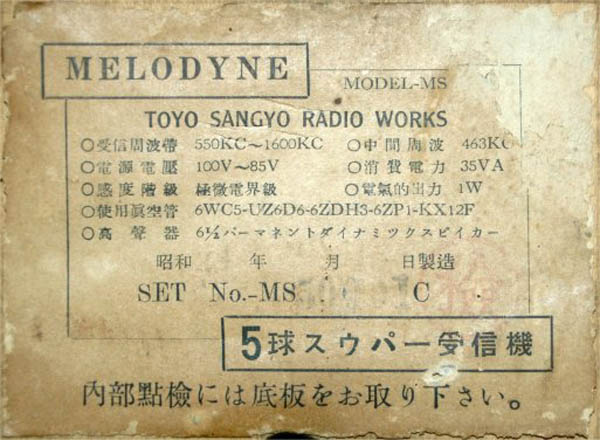 MELODYNE
MODEL-MS
TOYO SANGYO RADIO WORKS
○受信周波帶 550KC～1600KC ○中間周波 463KC
○電源電壓 100V～85V ○消費電力 35VA
○感度階級 極微電界級 ○電氣的出力 1W
○使用眞空管 6WC5-UZ6D6-6ZDH3-6ZP1-KX12F
○高聲器 6½パーマネントダイナミツクスピイカー
昭和 年 月 日製造
SET No.-MS C
檢
5球スウパー受信機
內部點檢には底板をお取り下さい。